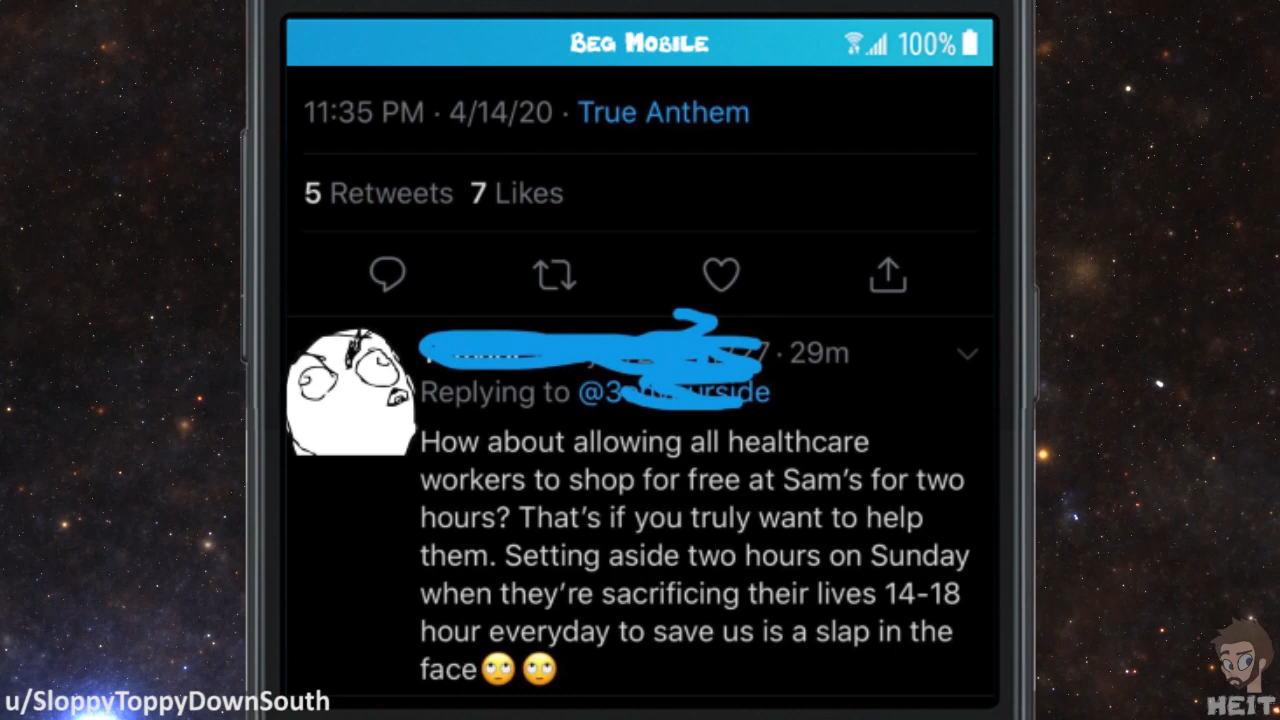 Beg Mobile 100%
11:35 PM · 4/14/20 · True Anthem
5 Retweets 7 Likes
· 29m
Replying to
How about allowing all healthcare
workers to shop for free at Sam's for two
hours? That's if you truly want to help
them. Setting aside two hours on Sunday
when they're sacrificing their lives 14-18
hour everyday to save us is a slap in the
face🙄🙄
u/SloppyToppyDownSouth
HEIT